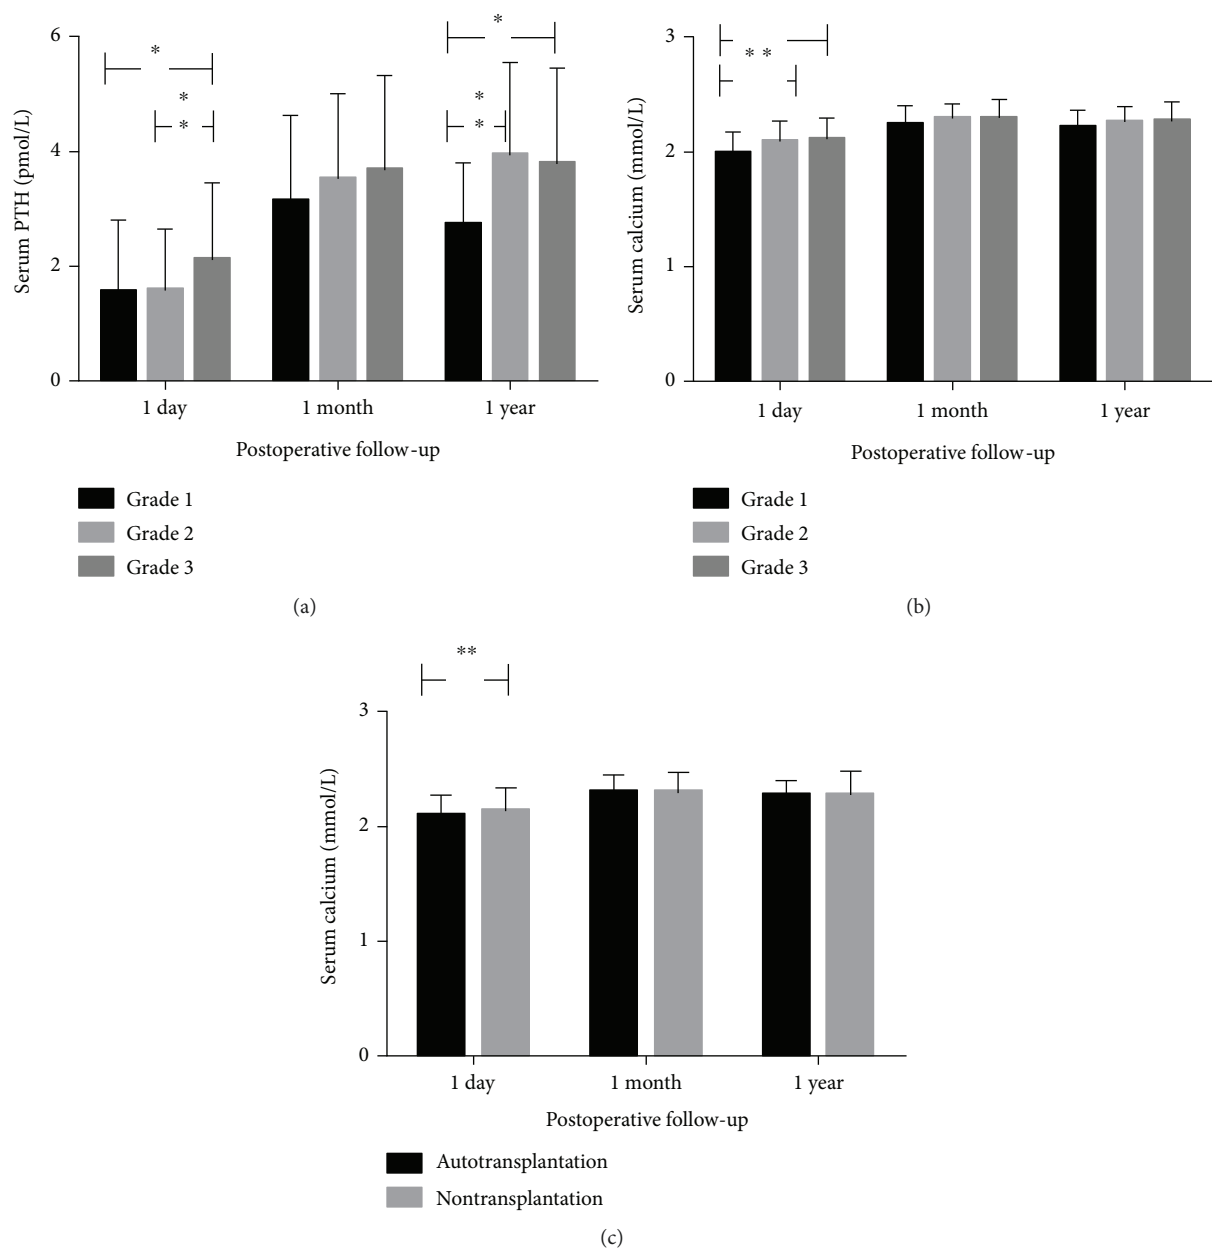 *
*
*
*
*
*
*
6
4
2
0
Serum PTH (pmol/L)
1 day
1 month
1 year
Postoperative follow-up
Grade 1
Grade 2
Grade 3
(a)
* *
3
2
1
0
Serum calcium (mmol/L)
1 day
1 month
1 year
Postoperative follow-up
Grade 1
Grade 2
Grade 3
(b)
**
3
2
1
0
Serum calcium (mmol/L)
1 day
1 month
1 year
Postoperative follow-up
Autotransplantation
Nontransplantation
(c)